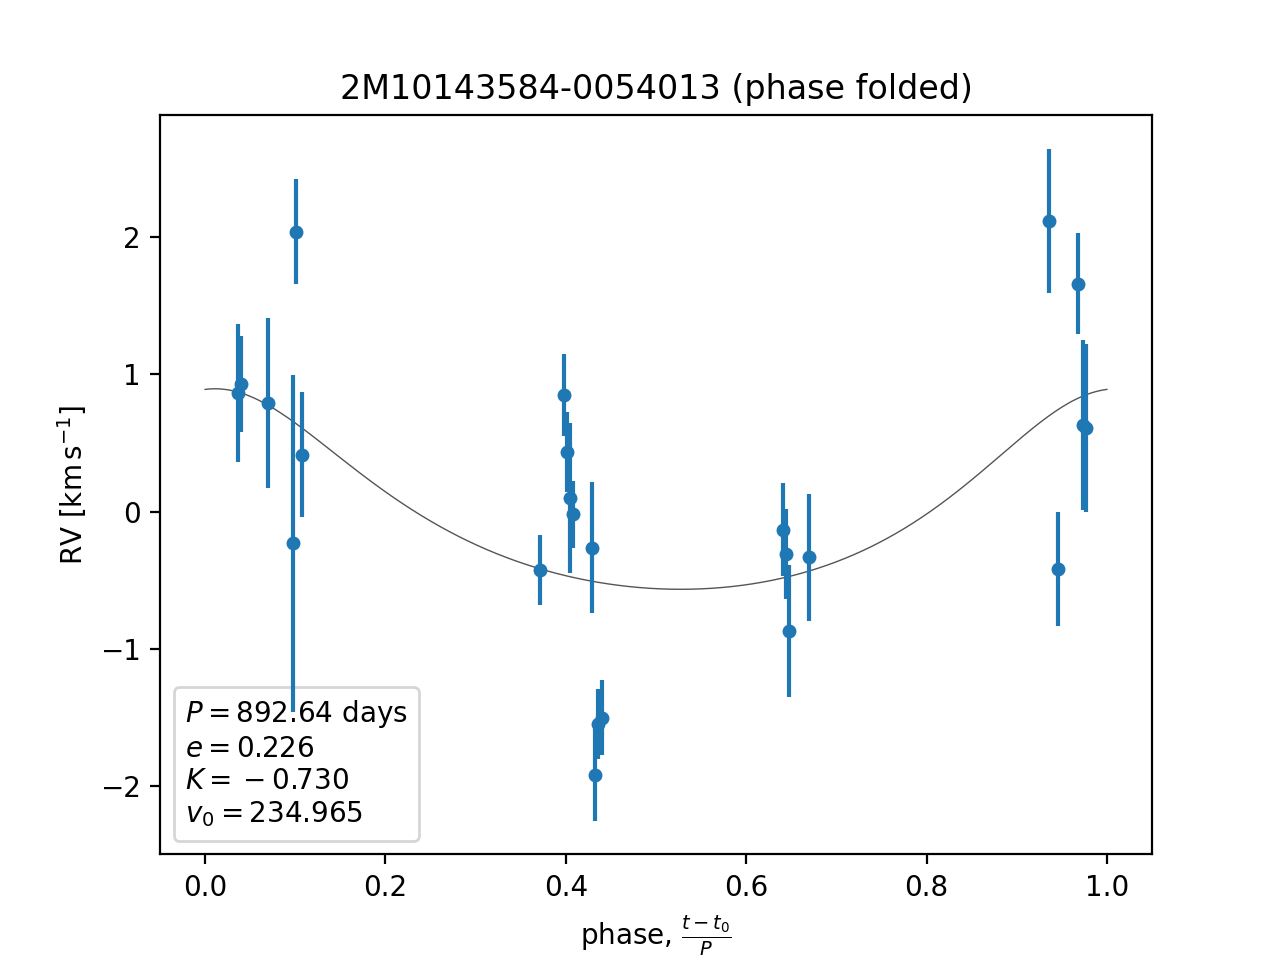 2M10143584-0054013 (phase folded)
RV [km s⁻¹]
2
1
0
−1
−2
P = 892.64 days
e = 0.226
K = −0.730
v₀ = 234.965
0.0 0.2 0.4 0.6 0.8 1.0
phase, (t − t₀)/P